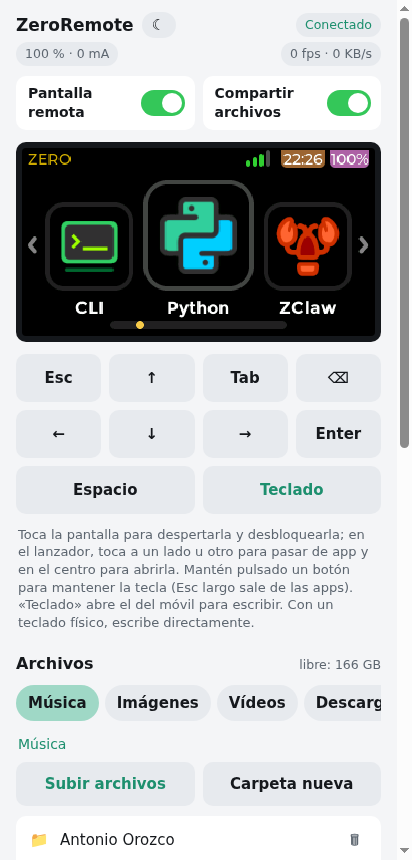 ZeroRemote
Conectado
100 % · 0 mA
0 fps · 0 KB/s
Pantalla
remota
Compartir
archivos
ZERO
22:26
100%
CLI
Python
ZClaw
Esc
↑
Tab
⌫
←
↓
→
Enter
Espacio
Teclado
Toca la pantalla para despertarla y desbloquearla; en
el lanzador, toca a un lado u otro para pasar de app y
en el centro para abrirla. Mantén pulsado un botón
para mantener la tecla (Esc largo sale de las apps).
«Teclado» abre el del móvil para escribir. Con un
teclado físico, escribe directamente.
Archivos
libre: 166 GB
Música
Imágenes
Vídeos
Descarg
Música
Subir archivos
Carpeta nueva
Antonio Orozco